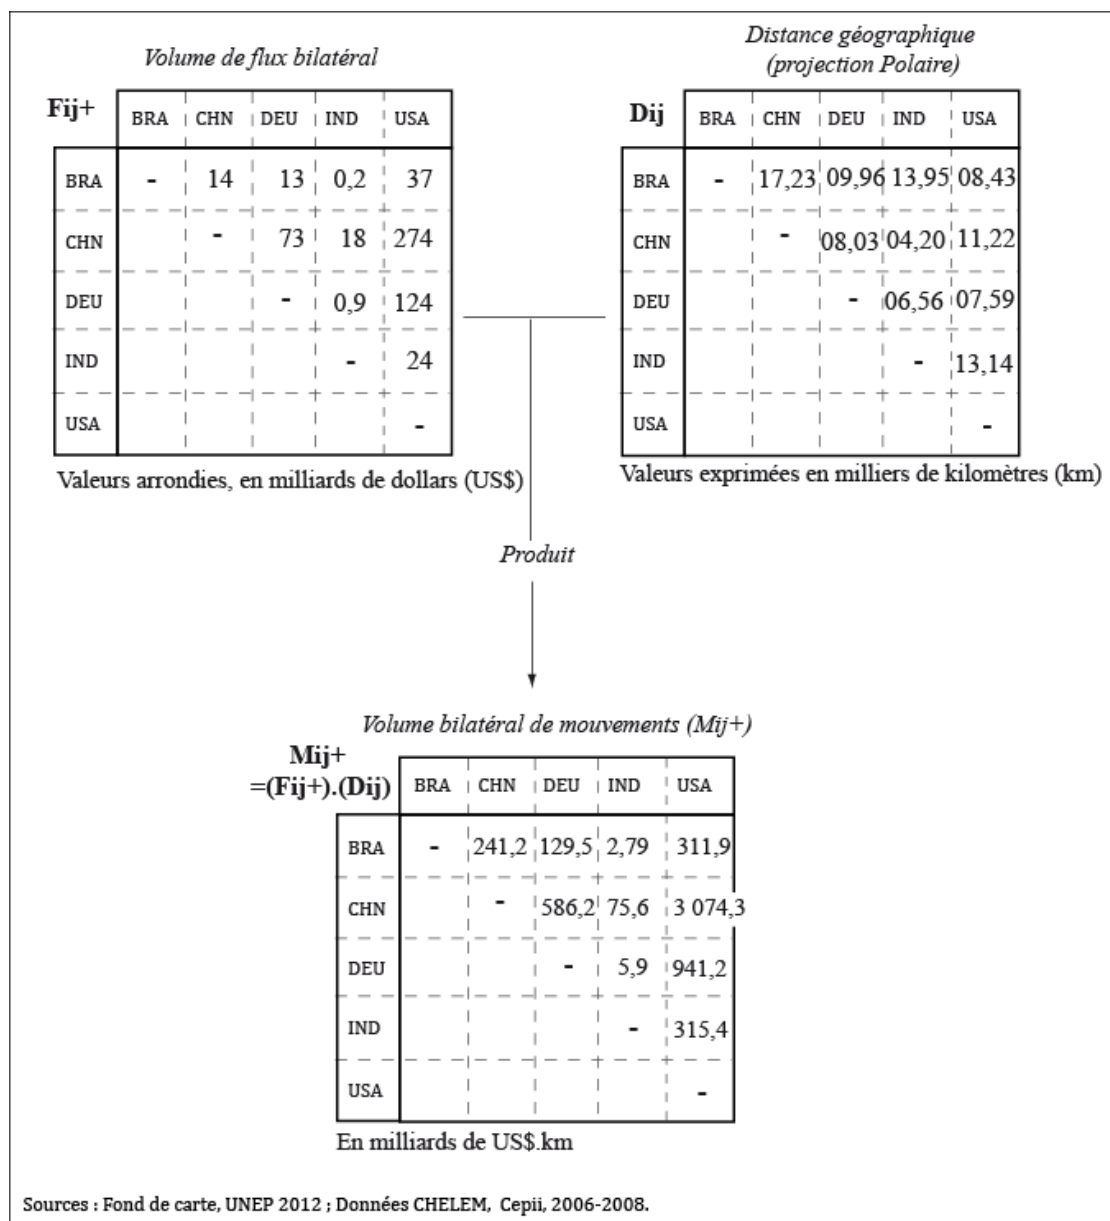 Volume de flux bilatéral
Fij+
BRA CHN DEU IND USA
BRA - 14 13 0,2 37
CHN - 73 18 274
DEU - 0,9 124
IND - 24
USA -
Valeurs arrondies, en milliards de dollars (US$)
Distance géographique
(projection Polaire)
Dij
BRA CHN DEU IND USA
BRA - 17,23 09,96 13,95 08,43
CHN - 08,03 04,20 11,22
DEU - 06,56 07,59
IND - 13,14
USA -
Valeurs exprimées en milliers de kilomètres (km)
Produit
Volume bilatéral de mouvements (Mij+)
Mij+
=(Fij+).(Dij)
BRA CHN DEU IND USA
BRA - 241,2 129,5 2,79 311,9
CHN - 586,2 75,6 3 074,3
DEU - 5,9 941,2
IND - 315,4
USA -
En milliards de US$.km
Sources : Fond de carte, UNEP 2012 ; Données CHELEM, Cepii, 2006-2008.